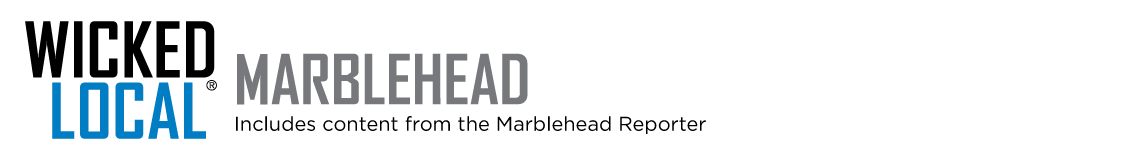 WICKED
LOCAL®
MARBLEHEAD
Includes content from the Marblehead Reporter